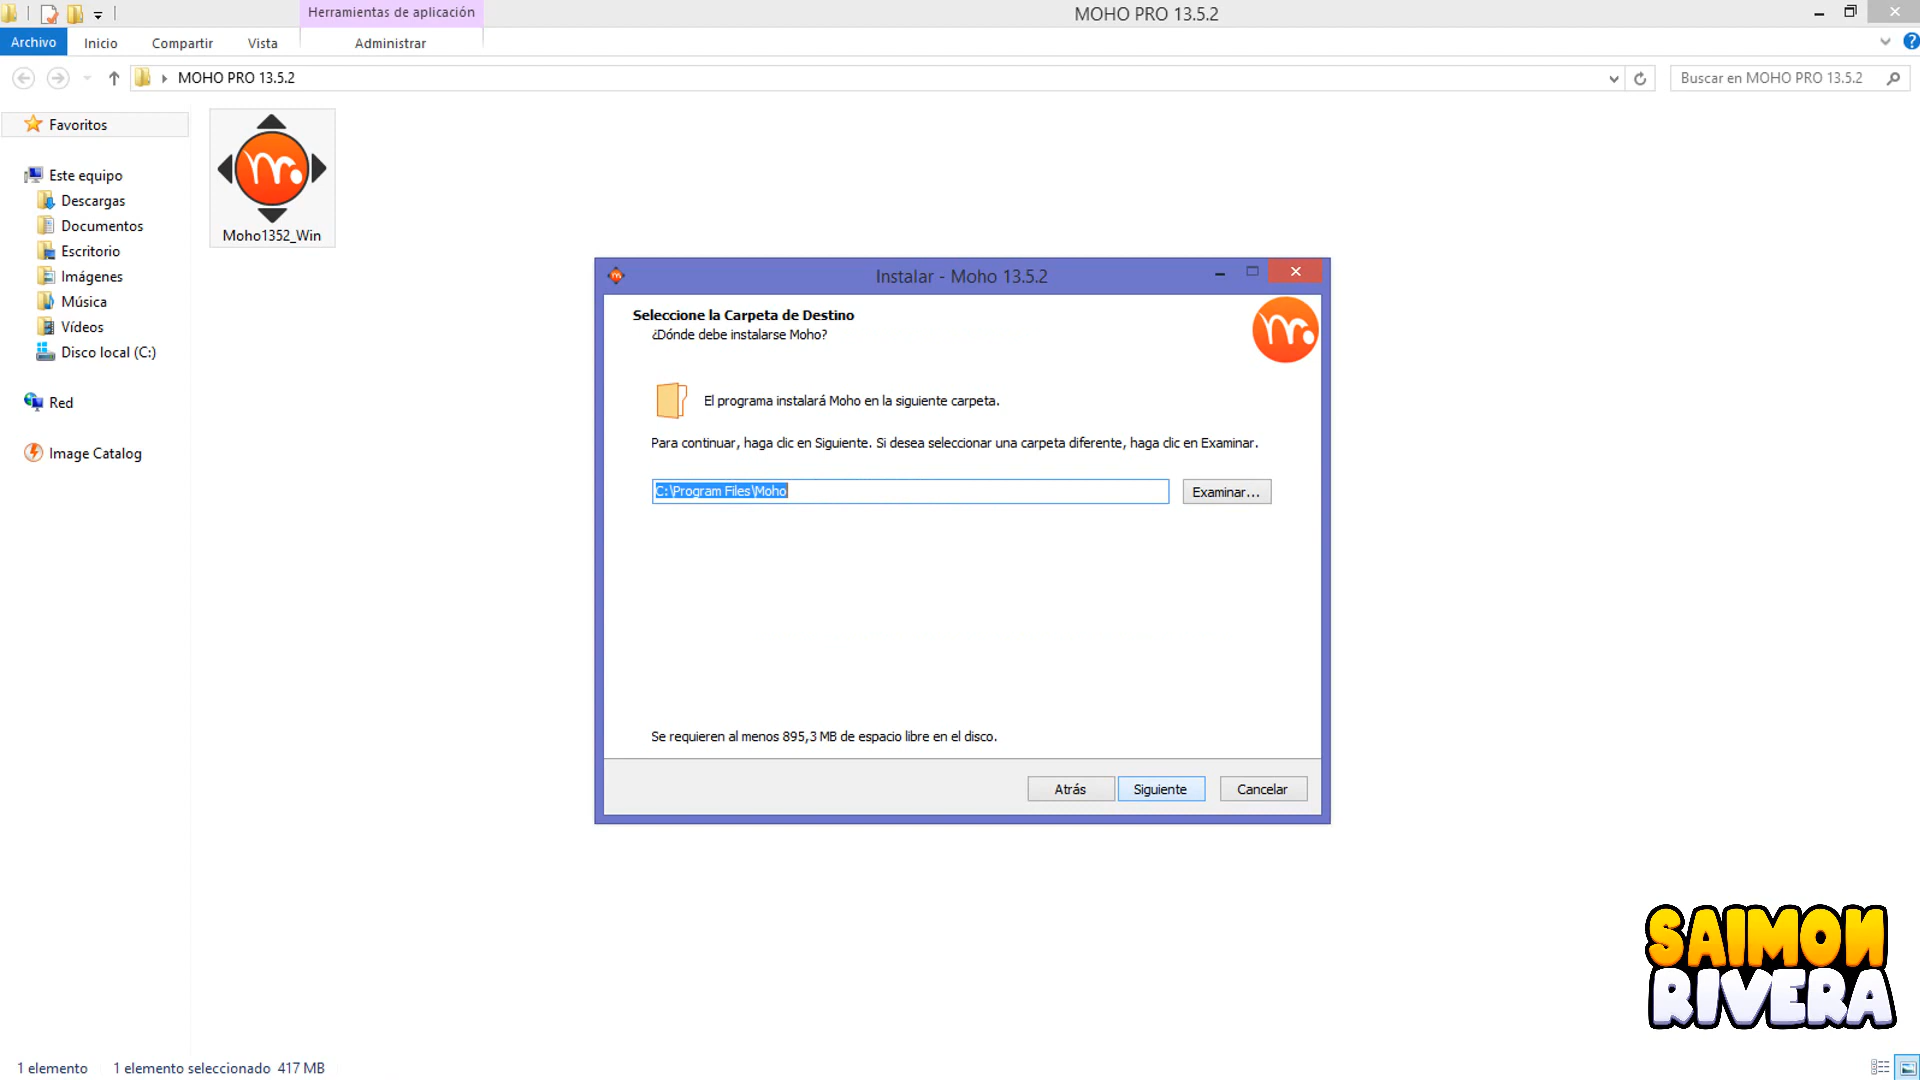 Herramientas de aplicación
MOHO PRO 13.5.2
Archivo
Inicio
Compartir
Vista
Administrar
MOHO PRO 13.5.2
Buscar en MOHO PRO 13.5.2
Favoritos
Este equipo
Descargas
Documentos
Escritorio
Imágenes
Música
Vídeos
Disco local (C:)
Red
Image Catalog
Moho1352_Win
Instalar - Moho 13.5.2
Seleccione la Carpeta de Destino
¿Dónde debe instalarse Moho?
El programa instalará Moho en la siguiente carpeta.
Para continuar, haga clic en Siguiente. Si desea seleccionar una carpeta diferente, haga clic en Examinar.
C:\Program Files\Moho
Examinar...
Se requieren al menos 895,3 MB de espacio libre en el disco.
Atrás
Siguiente
Cancelar
SAIMON
RIVERA
1 elemento
1 elemento seleccionado 417 MB